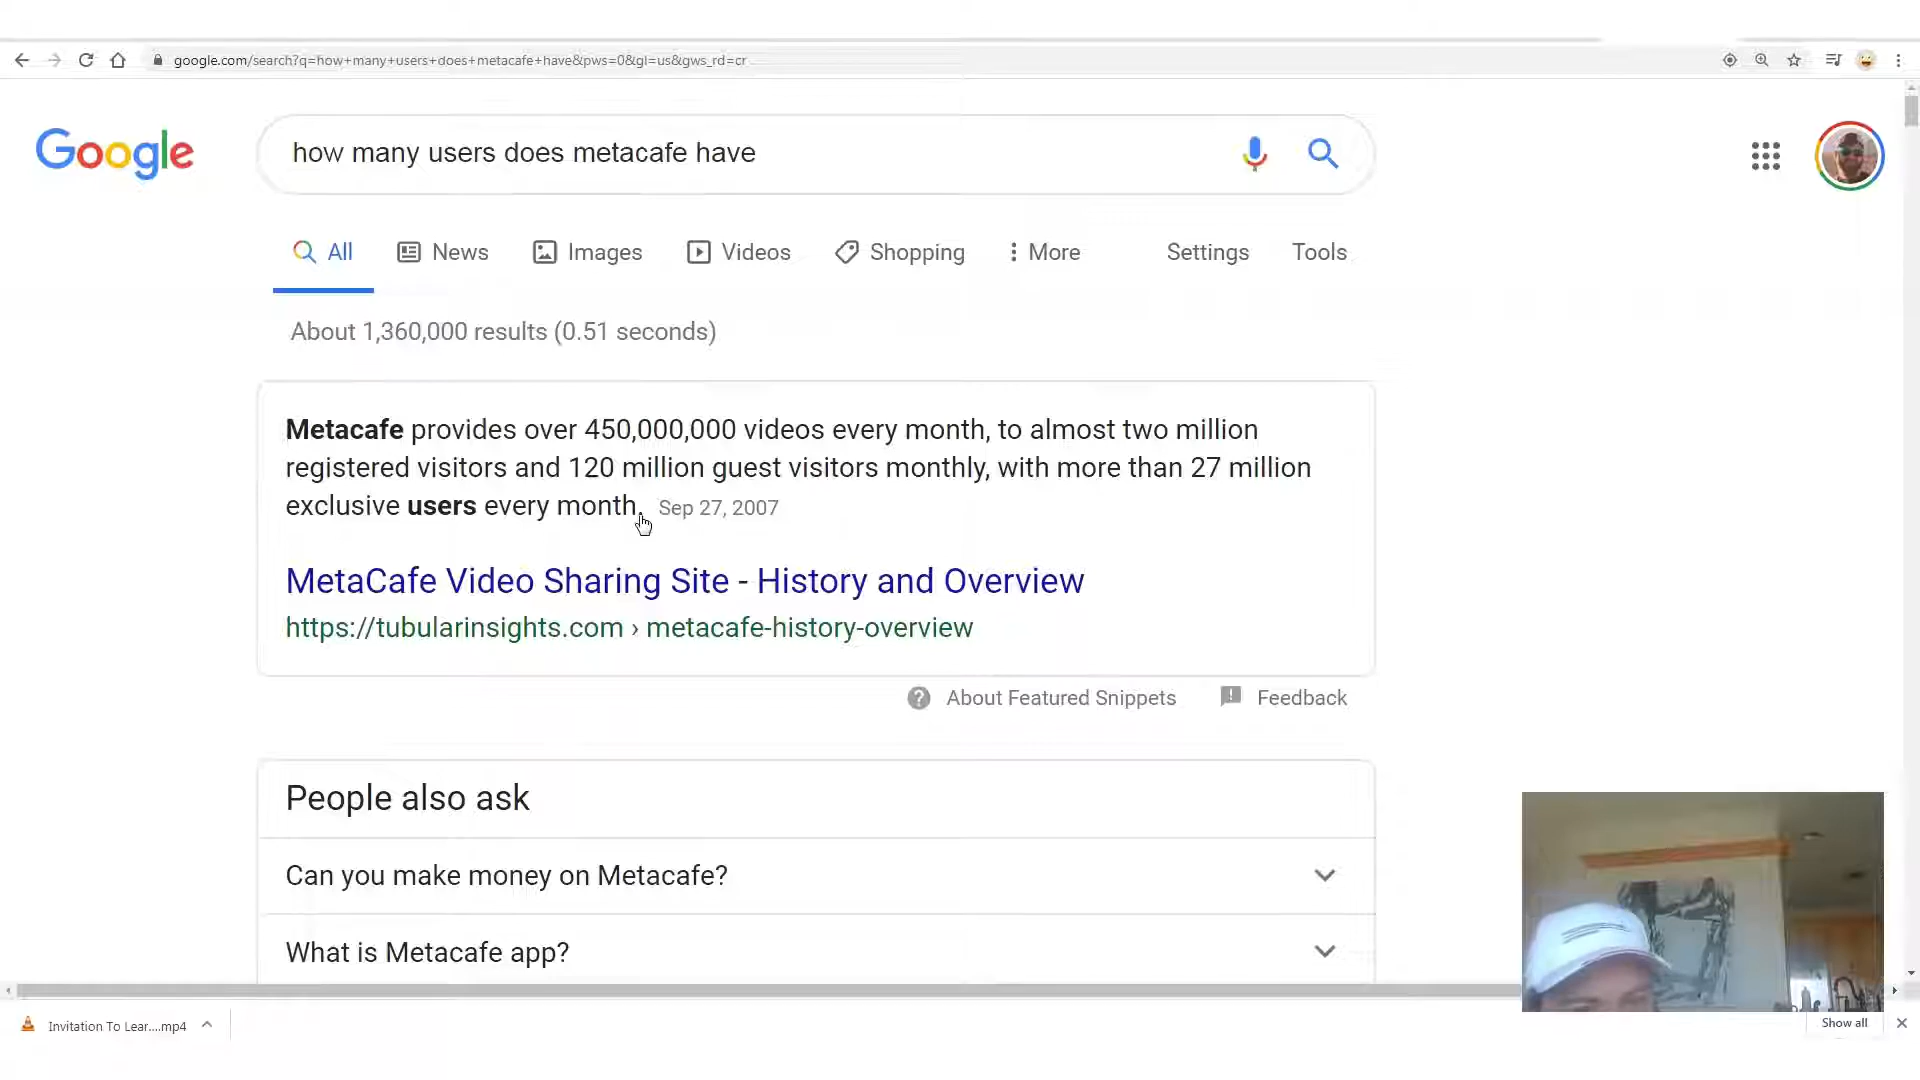 google.com/search?q=how+many+users+does+metacafe+have&pws=0&gl=us&gws_rd=cr
Google
how many users does metacafe have
All
News
Images
Videos
Shopping
More
Settings
Tools
About 1,360,000 results (0.51 seconds)
Metacafe provides over 450,000,000 videos every month, to almost two million
registered visitors and 120 million guest visitors monthly, with more than 27 million
exclusive users every month. Sep 27, 2007
MetaCafe Video Sharing Site - History and Overview
https://tubularinsights.com › metacafe-history-overview
About Featured Snippets
Feedback
People also ask
Can you make money on Metacafe?
What is Metacafe app?
Invitation To Lear....mp4
Show all